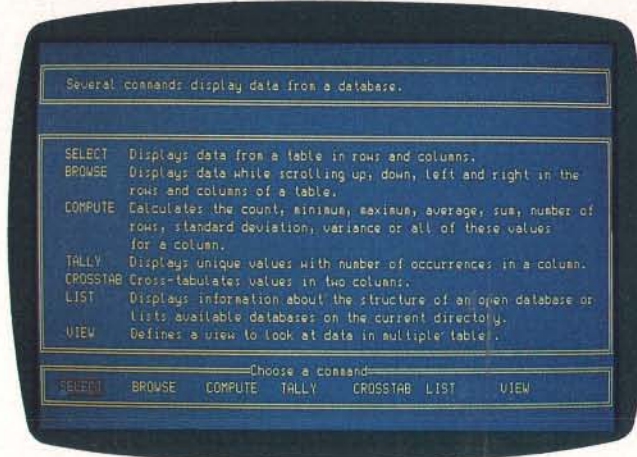 Several commands display data from a database.
SELECT Displays data from a table in rows and columns.
BROWSE Displays data while scrolling up, down, left and right in the
rows and columns of a table.
COMPUTE Calculates the count, minimum, maximum, average, sum, number of
rows, standard deviation, variance or all of these values
for a column.
TALLY Displays unique values with number of occurrences in a column.
CROSSTAB Cross-tabulates values in two columns.
LIST Displays information about the structure of an open database or
lists available databases on the current directory.
VIEW Defines a view to look at data in multiple tables.
Choose a command
SELECT BROWSE COMPUTE TALLY CROSSTAB LIST VIEW